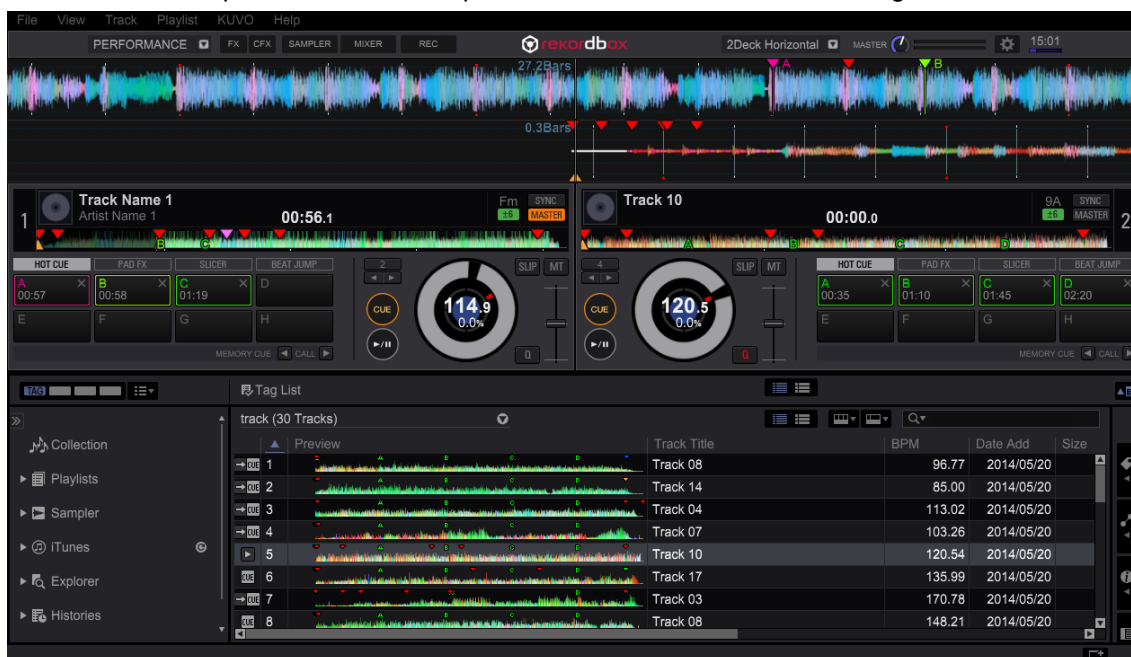 File View Track Playlist KUVO Help
PERFORMANCE FX CFX SAMPLER MIXER REC rekordbox 2Deck Horizontal MASTER 15:01
27.2Bars A B
0.3Bars
1 Track Name 1 Fm SYNC
Artist Name 1 00:56.1 ±6 MASTER
B C
Track 10 9A SYNC 2
00:00.0 ±6 MASTER
A B C D
HOT CUE PAD FX SLICER BEAT JUMP 2 SLIP MT
A 00:57 B 00:58 C 01:19 D
E F G H
CUE 114.9
0.0%
MEMORY CUE CALL Q
4 SLIP MT HOT CUE PAD FX SLICER BEAT JUMP
A 00:35 B 01:10 C 01:45 D 02:20
E F G H
CUE 120.5
0.0%
Q MEMORY CUE CALL
TAG Tag List
track (30 Tracks)
Collection
Playlists
Sampler
iTunes
Explorer
Histories
Preview Track Title BPM Date Add Size
CUE 1 A B C D Track 08 96.77 2014/05/20
CUE 2 Track 14 85.00 2014/05/20
CUE 3 A B C D Track 04 113.02 2014/05/20
CUE 4 A B C D Track 07 103.26 2014/05/20
5 A B C D Track 10 120.54 2014/05/20
CUE 6 A B C D Track 17 135.99 2014/05/20
CUE 7 Track 03 170.78 2014/05/20
CUE 8 A B C D Track 08 148.21 2014/05/20